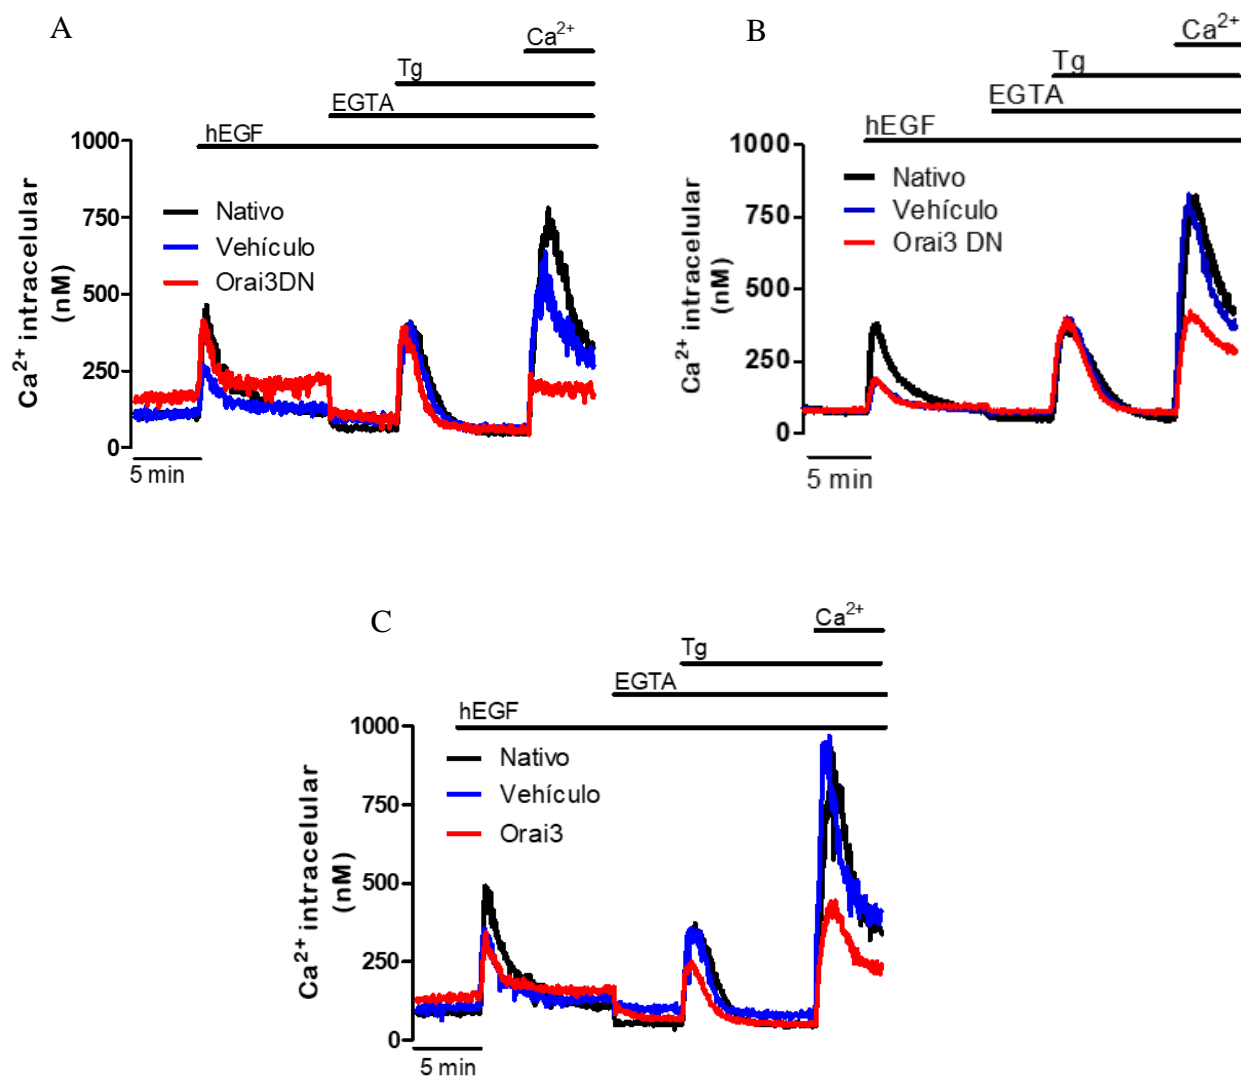 A
Ca²⁺
Tg
EGTA
hEGF
1000
750
500
250
0
Ca²⁺ intracelular
(nM)
Nativo
Vehículo
Orai3DN
5 min
B
Ca²⁺
Tg
EGTA
hEGF
1000
750
500
250
0
Ca²⁺ intracelular
(nM)
Nativo
Vehículo
Orai3 DN
5 min
C
Ca²⁺
Tg
EGTA
hEGF
1000
750
500
250
0
Ca²⁺ intracelular
(nM)
Nativo
Vehículo
Orai3
5 min